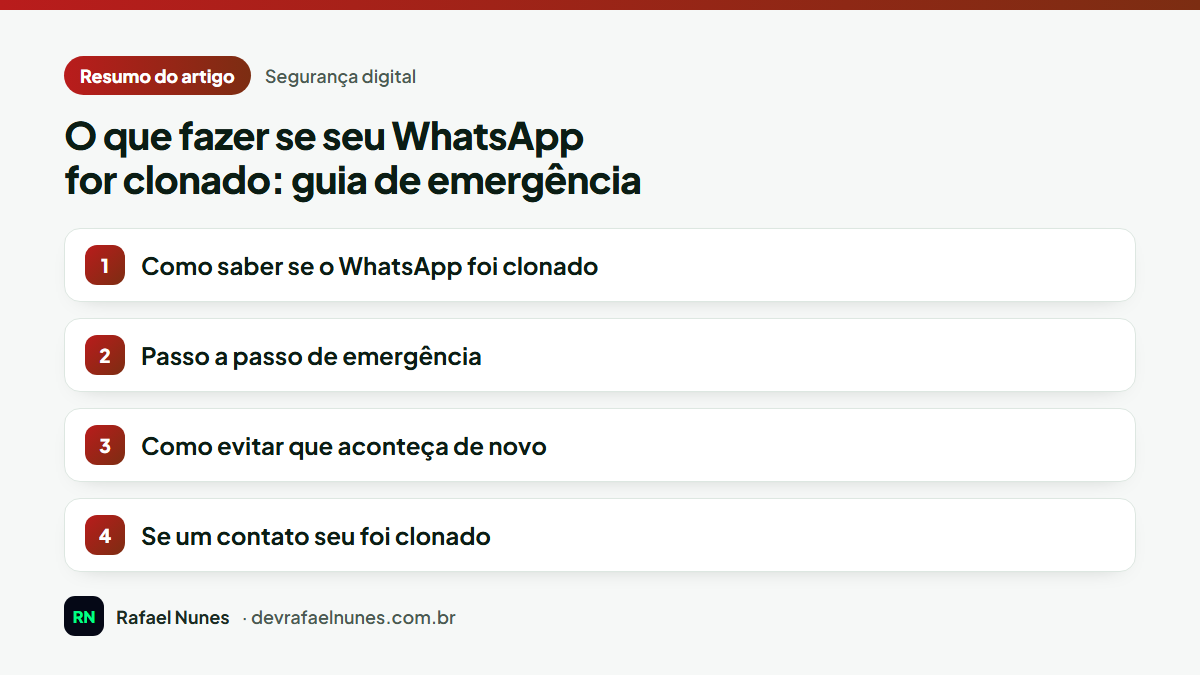 Resumo do artigo Segurança digital
O que fazer se seu WhatsApp
for clonado: guia de emergência
1 Como saber se o WhatsApp foi clonado
2 Passo a passo de emergência
3 Como evitar que aconteça de novo
4 Se um contato seu foi clonado
RN Rafael Nunes · devrafaelnunes.com.br